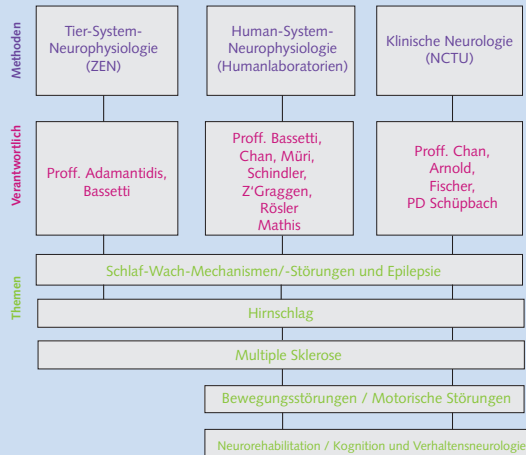 Methoden
Tier-System-
Neurophysiologie
(ZEN)
Human-System-
Neurophysiologie
(Humanlaboratorien)
Klinische Neurologie
(NCTU)
Verantwortlich
Proff. Adamantidis,
Bassetti
Proff. Bassetti,
Chan, Müri,
Schindler,
Z'Graggen,
Rösler
Mathis
Proff. Chan,
Arnold,
Fischer,
PD Schüpbach
Themen
Schlaf-Wach-Mechanismen/-Störungen und Epilepsie
Hirnschlag
Multiple Sklerose
Bewegungsstörungen / Motorische Störungen
Neurorehabilitation / Kognition und Verhaltensneurologie